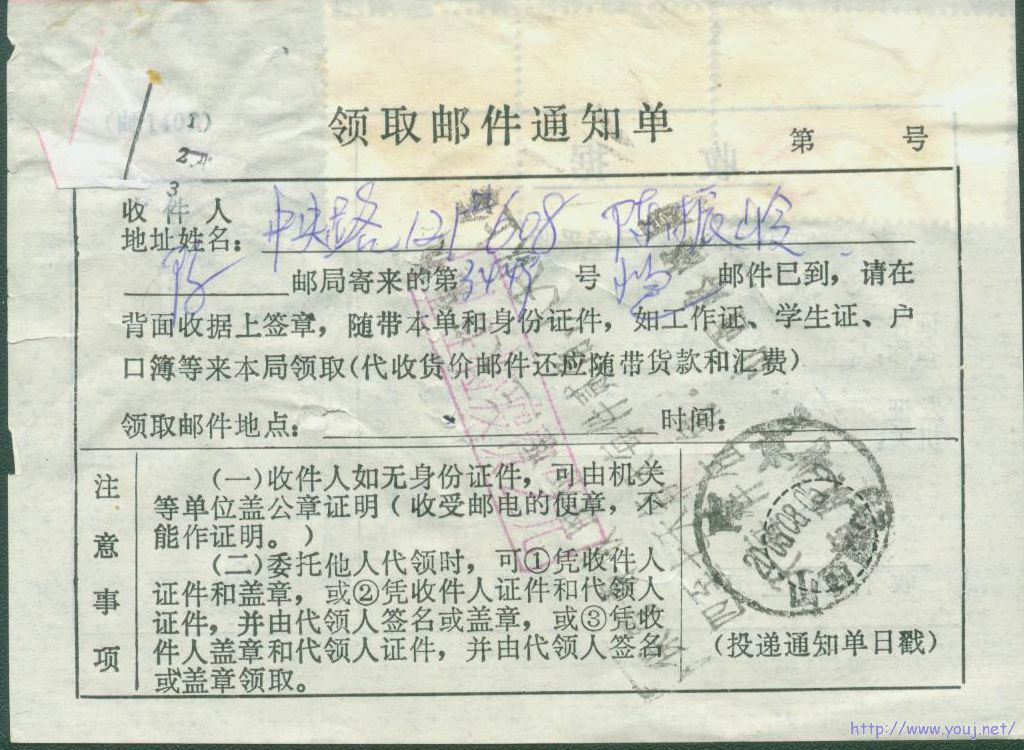 领取邮件通知单
第 号
收件人
地址姓名：中央路121#608 陈振
邮局寄来的第3449号 邮件已到，请在
背面收据上签章，随带本单和身份证件，如工作证、学生证、户
口簿等来本局领取（代收货价邮件还应随带货款和汇费）
领取邮件地点： 时间：
注意事项
（一）收件人如无身份证件，可由机关
等单位盖公章证明（收受邮电的便章，不
能作证明。）
（二）委托他人代领时，可①凭收件人
证件和盖章，或②凭收件人证件和代领人
证件，并由代领人签名或盖章，或③凭收
件人盖章和代领人证件，并由代领人签名
或盖章领取。
（投递通知单日戳）
http://www.youj.net/